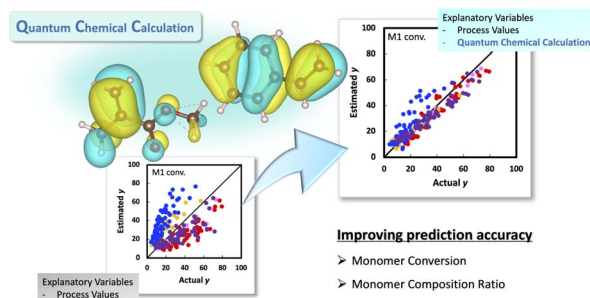 Quantum Chemical Calculation
Explanatory Variables
- Process Values
- Quantum Chemical Calculation
M1 conv.
Estimated y
100
80
60
40
20
0
0 20 40 60 80 100
Actual y
M1 conv.
Estimated y
100
80
60
40
20
0
0 20 40 60 80 100
Actual y
Explanatory Variables
- Process Values
Improving prediction accuracy
➢ Monomer Conversion
➢ Monomer Composition Ratio